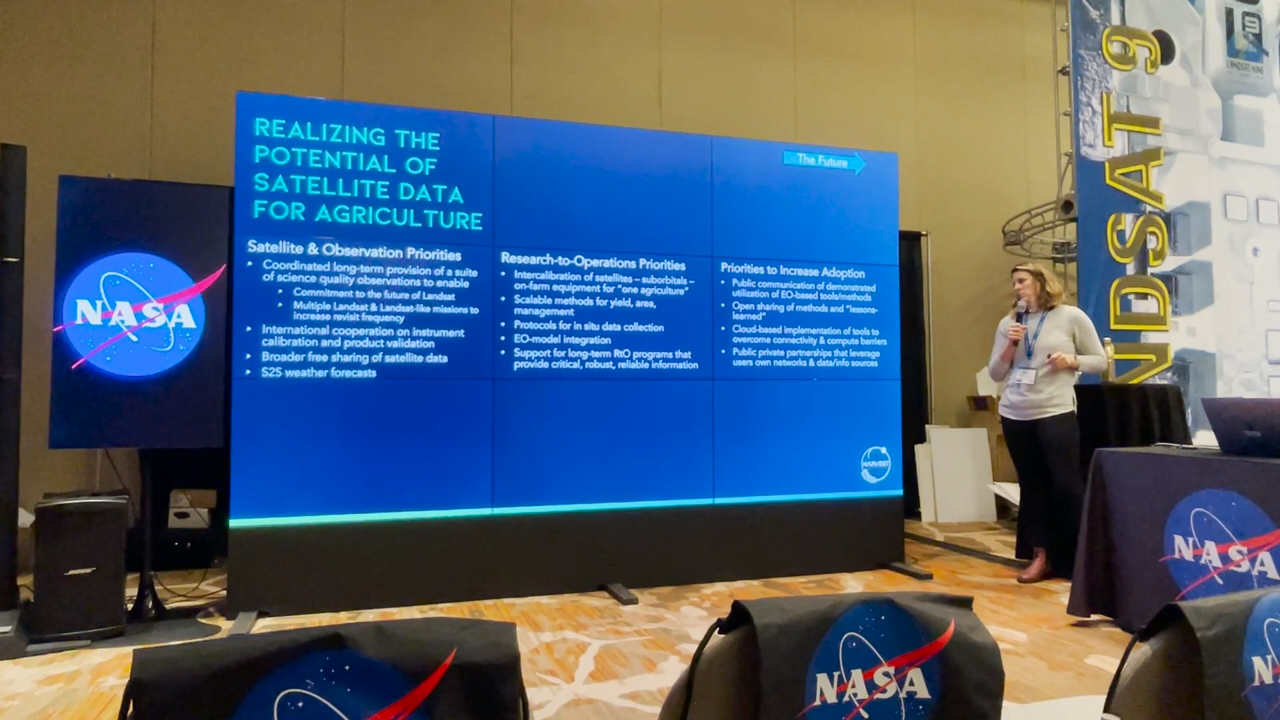 REALIZING THE
POTENTIAL OF
SATELLITE DATA
FOR AGRICULTURE
The Future
Satellite & Observation Priorities
• Coordinated long-term provision of a suite
of science quality observations to enable
• Commitment to the future of Landsat
• Multiple Landsat & Landsat-like missions to
increase revisit frequency
• International cooperation on instrument
calibration and product validation
• Broader free sharing of satellite data
• S2S weather forecasts
Research-to-Operations Priorities
• Intercalibration of satellites – suborbitals –
on-farm equipment for "one agriculture"
• Scalable methods for yield, area,
management
• Protocols for in situ data collection
• EO-model integration
• Support for long-term RtO programs that
provide critical, robust, reliable information
Priorities to Increase Adoption
• Public communication of demonstrated
utilization of EO-based tools/methods
• Open sharing of methods and "lessons-
learned"
• Cloud-based implementation of tools to
overcome connectivity & compute barriers
• Public private partnerships that leverage
users own networks & data/info sources
HARVEST
NASA
NDSAT 9
9
NASA
NASA